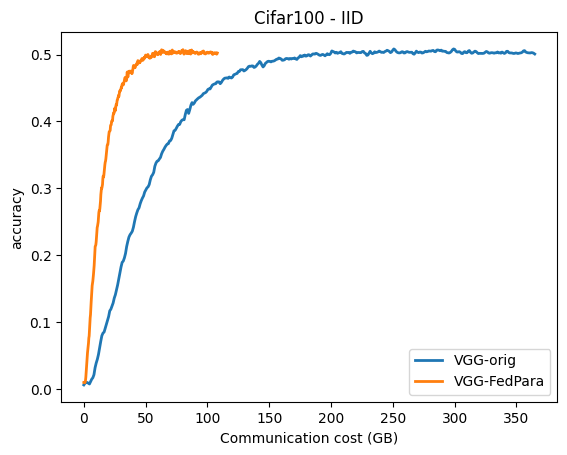 Cifar100 - IID
accuracy
0.5
0.4
0.3
0.2
0.1
0.0
0 50 100 150 200 250 300 350
Communication cost (GB)
VGG-orig
VGG-FedPara